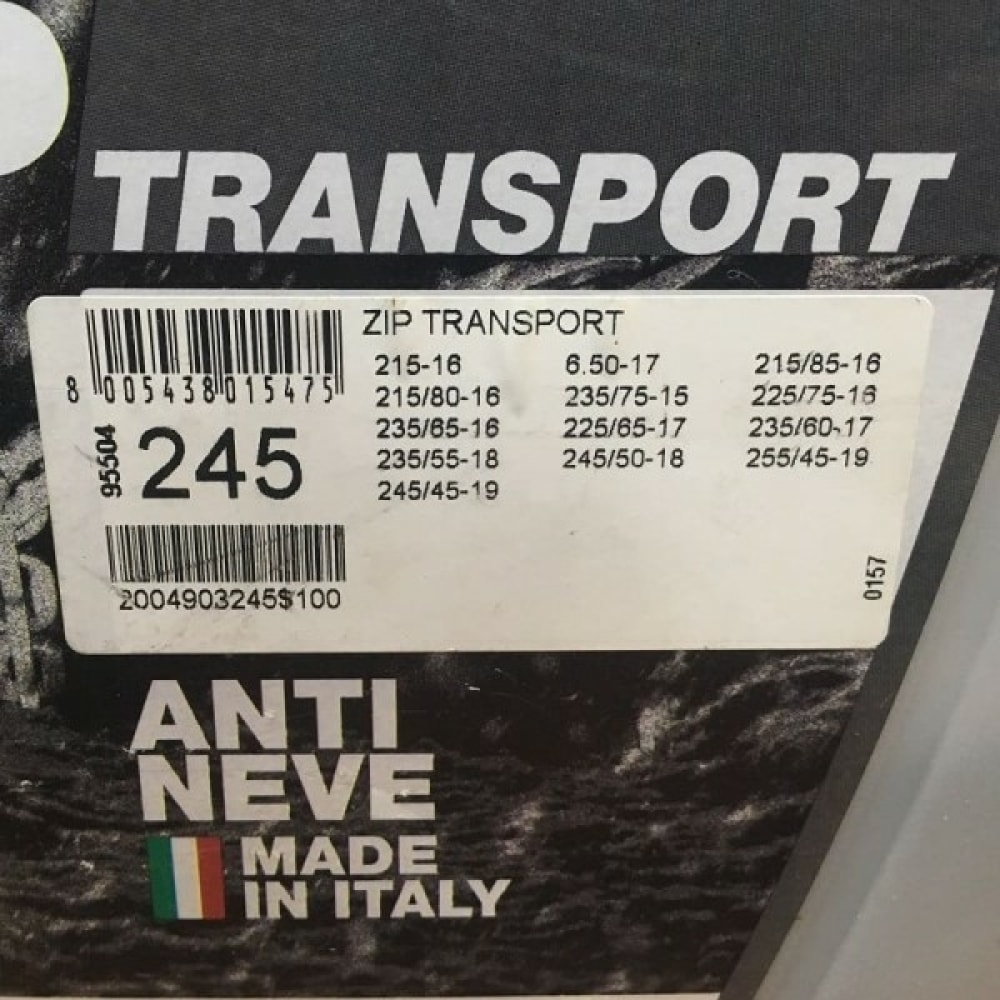 TRANSPORT
ZIP TRANSPORT
215-16 6.50-17 215/85-16
215/80-16 235/75-15 225/75-16
235/65-16 225/65-17 235/60-17
235/55-18 245/50-18 255/45-19
245/45-19
8 005438 015475
95504
245
2004903245$100
0157
ANTI
NEVE
MADE
IN ITALY